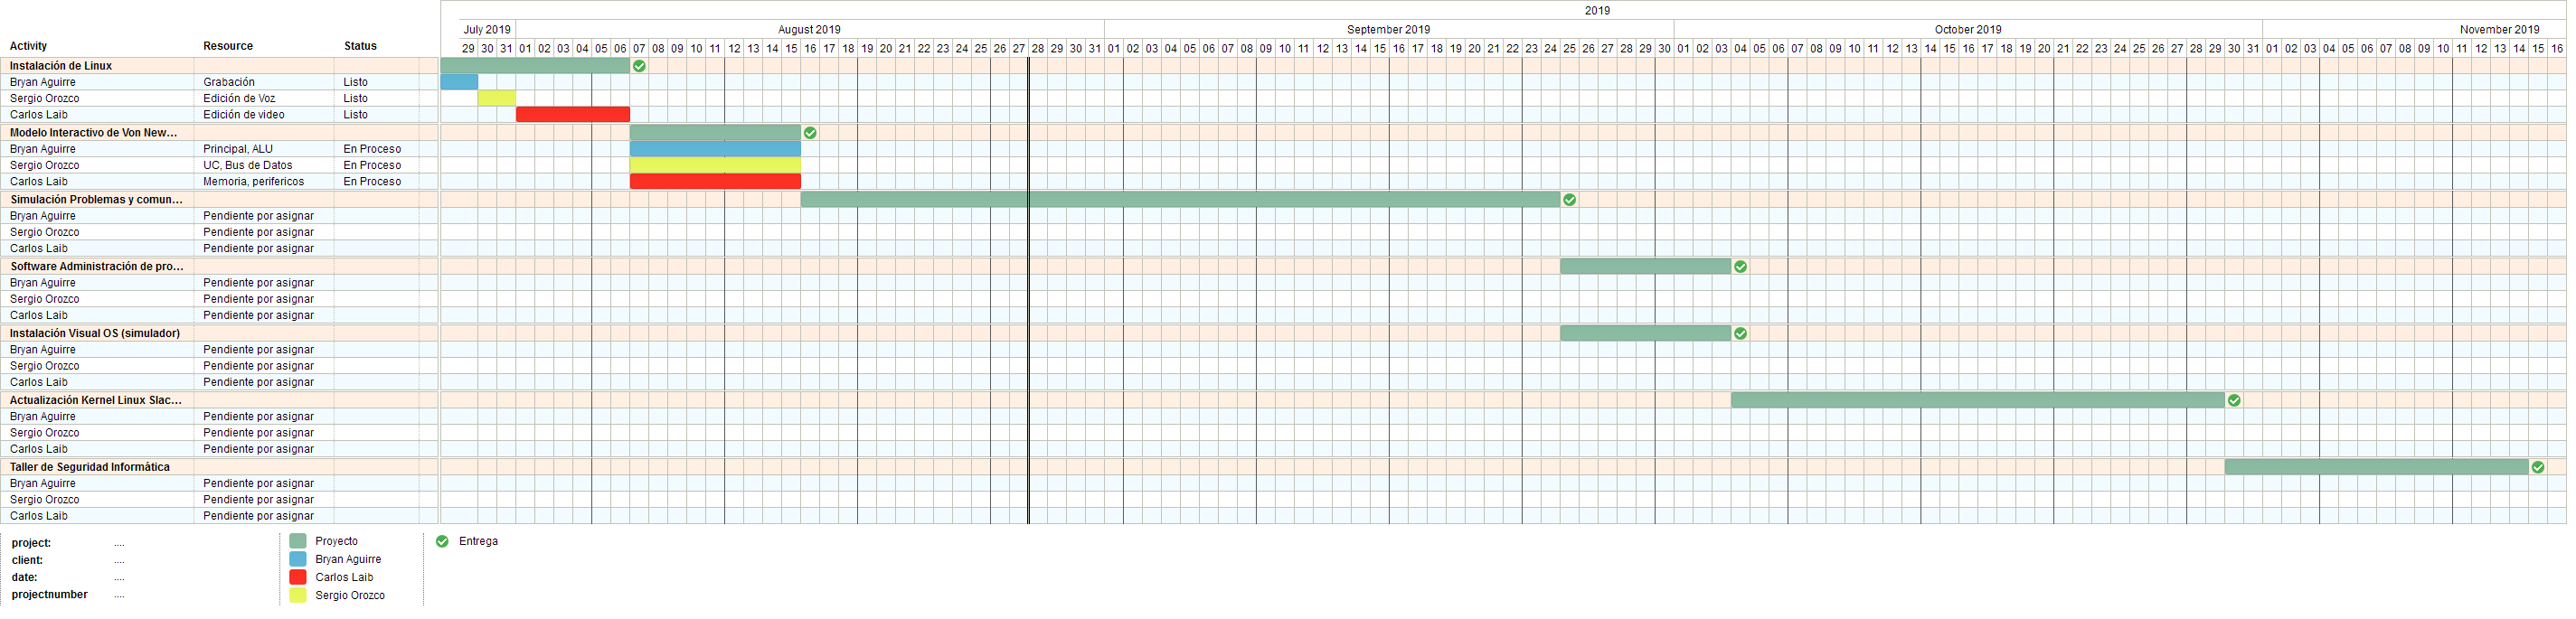 2019
July 2019 August 2019 September 2019 October 2019 November 2019
Activity Resource Status 29 30 31 01 02 03 04 05 06 07 08 09 10 11 12 13 14 15 16 17 18 19 20 21 22 23 24 25 26 27 28 29 30 31 01 02 03 04 05 06 07 08 09 10 11 12 13 14 15 16 17 18 19 20 21 22 23 24 25 26 27 28 29 30 01 02 03 04 05 06 07 08 09 10 11 12 13 14 15 16 17 18 19 20 21 22 23 24 25 26 27 28 29 30 31 01 02 03 04 05 06 07 08 09 10 11 12 13 14 15 16
Instalación de Linux
Bryan Aguirre Grabación Listo
Sergio Orozco Edición de Voz Listo
Carlos Laib Edición de video Listo
Modelo Interactivo de Von New...
Bryan Aguirre Principal, ALU En Proceso
Sergio Orozco UC, Bus de Datos En Proceso
Carlos Laib Memoria, perifericos En Proceso
Simulación Problemas y comun...
Bryan Aguirre Pendiente por asignar
Sergio Orozco Pendiente por asignar
Carlos Laib Pendiente por asignar
Software Administración de pro...
Bryan Aguirre Pendiente por asignar
Sergio Orozco Pendiente por asignar
Carlos Laib Pendiente por asignar
Instalación Visual OS (simulador)
Bryan Aguirre Pendiente por asignar
Sergio Orozco Pendiente por asignar
Carlos Laib Pendiente por asignar
Actualización Kernel Linux Slac...
Bryan Aguirre Pendiente por asignar
Sergio Orozco Pendiente por asignar
Carlos Laib Pendiente por asignar
Taller de Seguridad Informática
Bryan Aguirre Pendiente por asignar
Sergio Orozco Pendiente por asignar
Carlos Laib Pendiente por asignar
project: ....
client: ....
date: ....
projectnumber ....
Proyecto
Bryan Aguirre
Carlos Laib
Sergio Orozco
Entrega